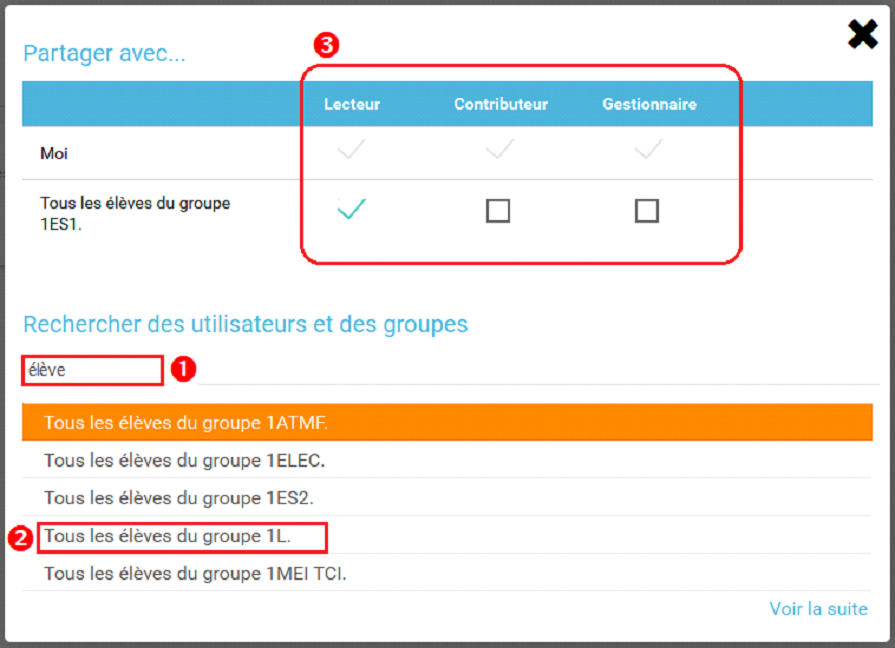 Partager avec...
3
Lecteur Contributeur Gestionnaire
Moi
Tous les élèves du groupe
1ES1.
Rechercher des utilisateurs et des groupes
élève 1
Tous les élèves du groupe 1ATMF.
Tous les élèves du groupe 1ELEC.
Tous les élèves du groupe 1ES2.
2 Tous les élèves du groupe 1L.
Tous les élèves du groupe 1MEI TCI.
Voir la suite